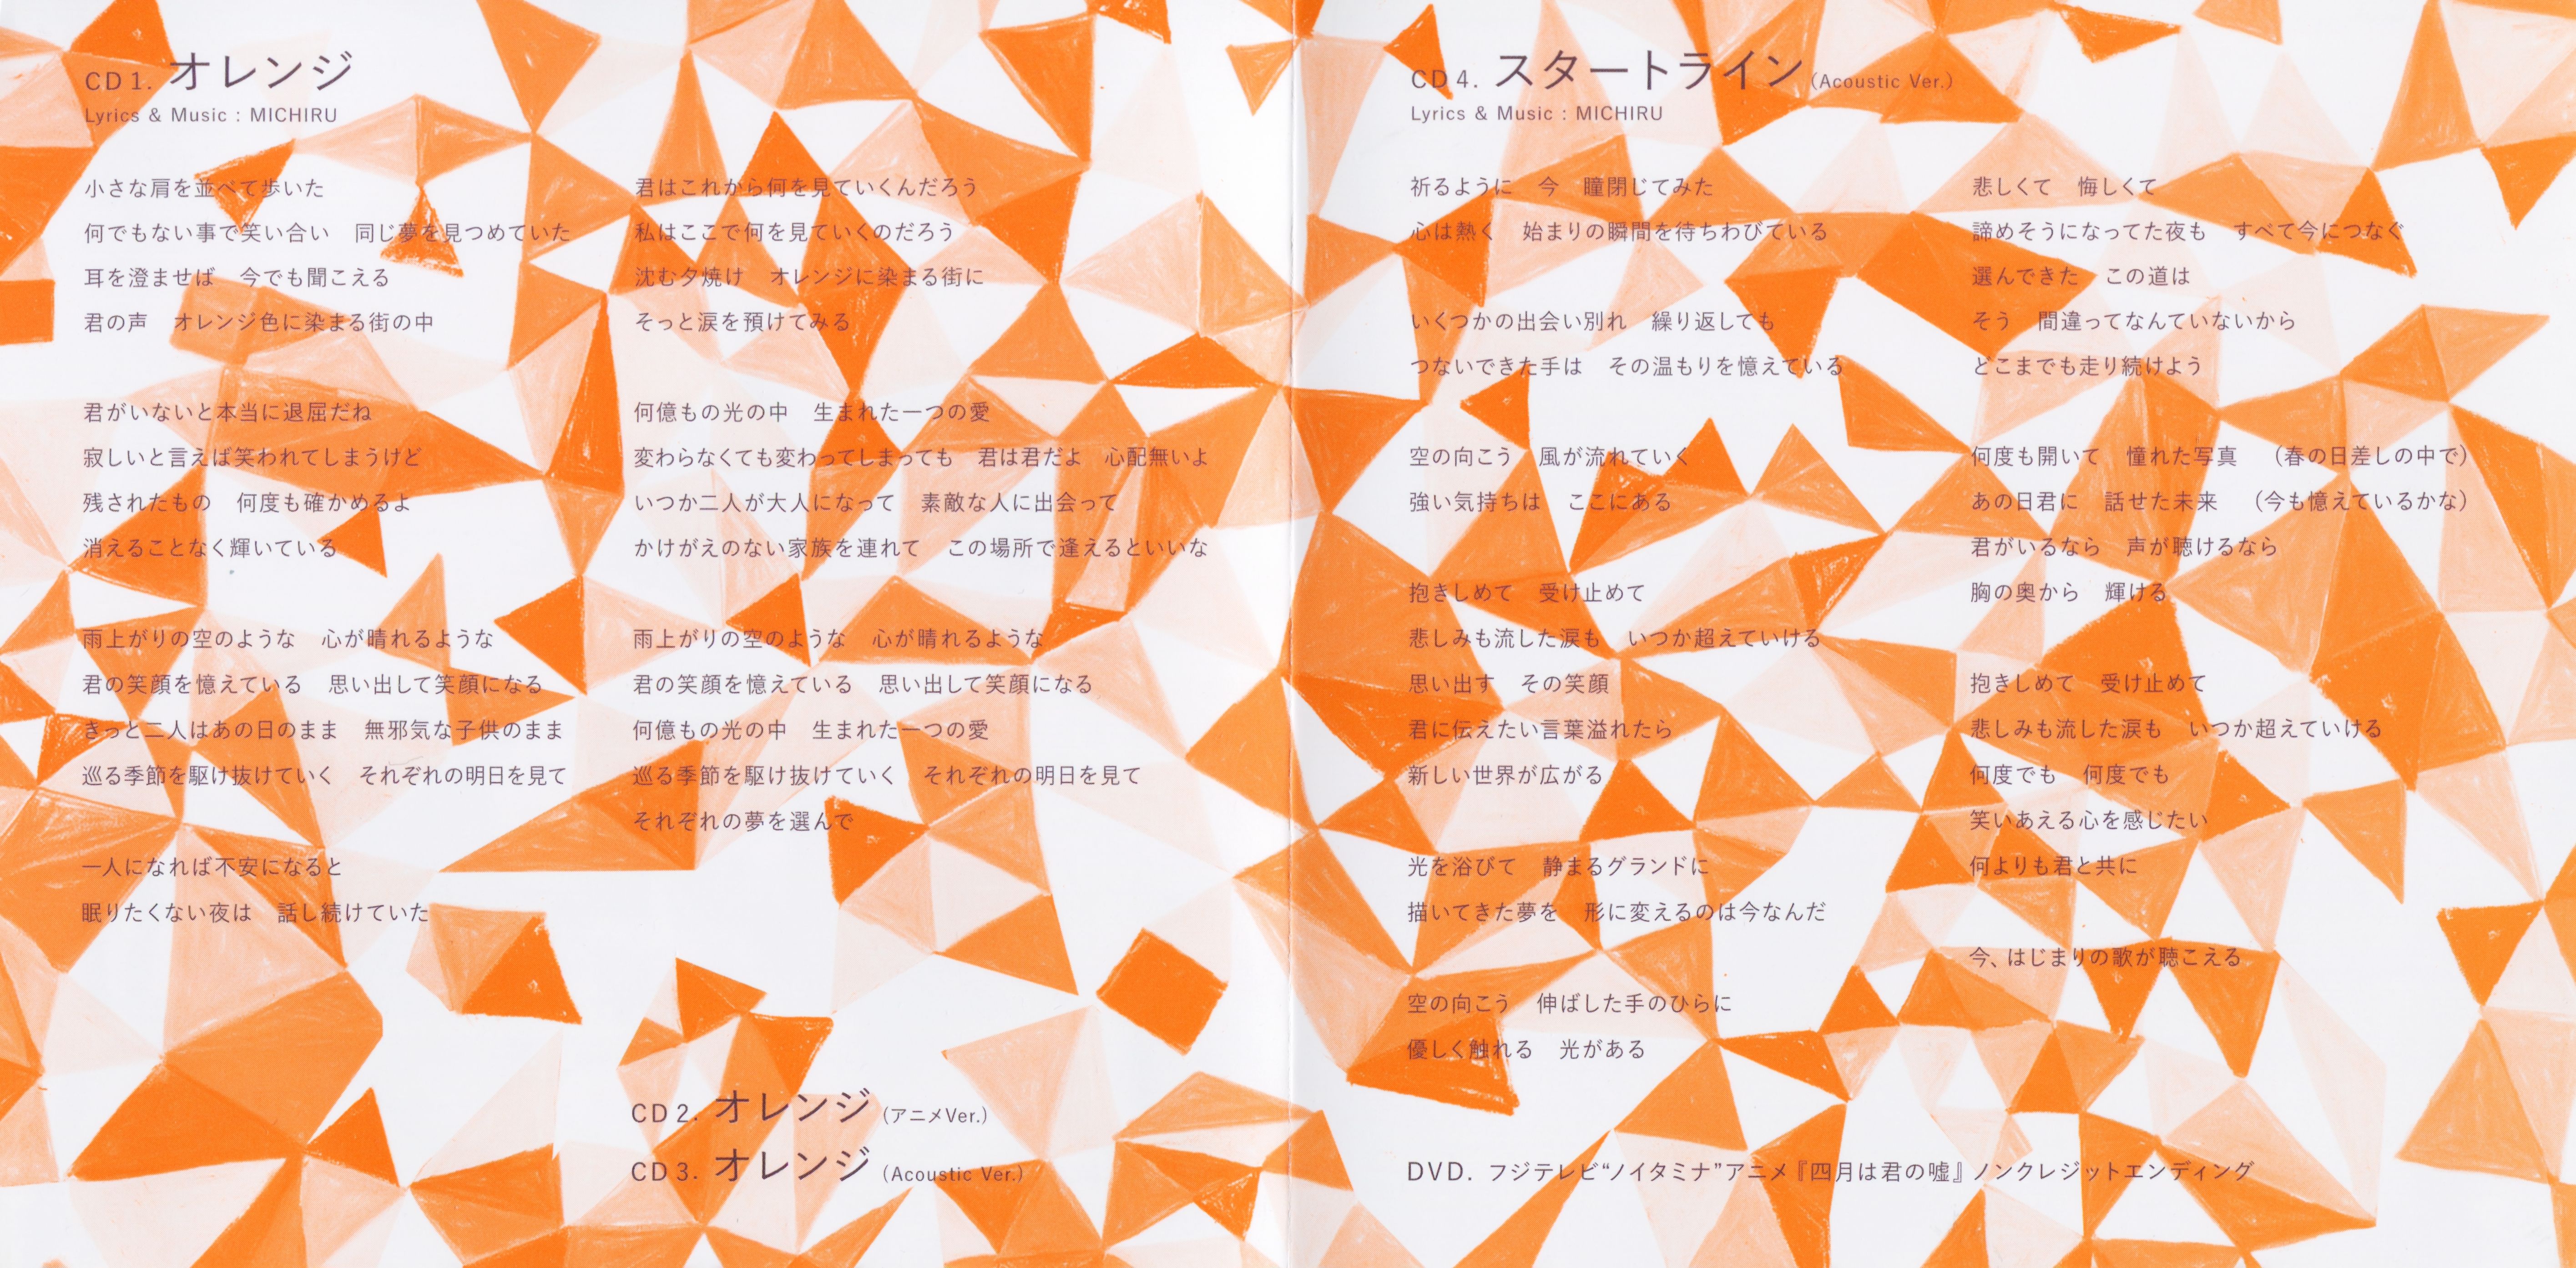 CD 1. オレンジ
Lyrics & Music : MICHIRU
小さな肩を並べて歩いた
何でもない事で笑い合い　同じ夢を見つめていた
耳を澄ませば　今でも聞こえる
君の声　オレンジ色に染まる街の中
君がいないと本当に退屈だね
寂しいと言えば笑われてしまうけど
残されたもの　何度も確かめるよ
消えることなく輝いている
雨上がりの空のような　心が晴れるような
君の笑顔を憶えている　思い出して笑顔になる
きっと二人はあの日のまま　無邪気な子供のまま
巡る季節を駆け抜けていく　それぞれの明日を見て
一人になれば不安になると
眠りたくない夜は　話し続けていた
君はこれから何を見ていくんだろう
私はここで何を見ていくのだろう
沈む夕焼け　オレンジに染まる街に
そっと涙を預けてみる
何億もの光の中　生まれた一つの愛
変わらなくても変わってしまっても　君は君だよ　心配無いよ
いつか二人が大人になって　素敵な人に出会って
かけがえのない家族を連れて　この場所で逢えるといいな
雨上がりの空のような　心が晴れるような
君の笑顔を憶えている　思い出して笑顔になる
何億もの光の中　生まれた一つの愛
巡る季節を駆け抜けていく　それぞれの明日を見て
それぞれの夢を選んで
CD 2. オレンジ (アニメVer.)
CD 3. オレンジ (Acoustic Ver.)
CD 4. スタートライン (Acoustic Ver.)
Lyrics & Music : MICHIRU
祈るように　今　瞳閉じてみた
心は熱く　始まりの瞬間を待ちわびている
いくつかの出会い別れ　繰り返しても
つないできた手は　その温もりを憶えている
空の向こう　風が流れていく
強い気持ちは　ここにある
抱きしめて　受け止めて
悲しみも流した涙も　いつか超えていける
思い出す　その笑顔
君に伝えたい言葉溢れたら
新しい世界が広がる
光を浴びて　静まるグランドに
描いてきた夢を　形に変えるのは今なんだ
空の向こう　伸ばした手のひらに
優しく触れる　光がある
悲しくて　悔しくて
諦めそうになってた夜も　すべて今につなぐ
選んできた　この道は
そう　間違ってなんていないから
どこまでも走り続けよう
何度も開いて　憧れた写真　（春の日差しの中で）
あの日君に　話せた未来　（今も憶えているかな）
君がいるなら　声が聴けるなら
胸の奥から　輝ける
抱きしめて　受け止めて
悲しみも流した涙も　いつか超えていける
何度でも　何度でも
笑いあえる心を感じたい
何よりも君と共に
今、はじまりの歌が聴こえる
DVD. フジテレビ“ノイタミナ”アニメ『四月は君の嘘』ノンクレジットエンディング